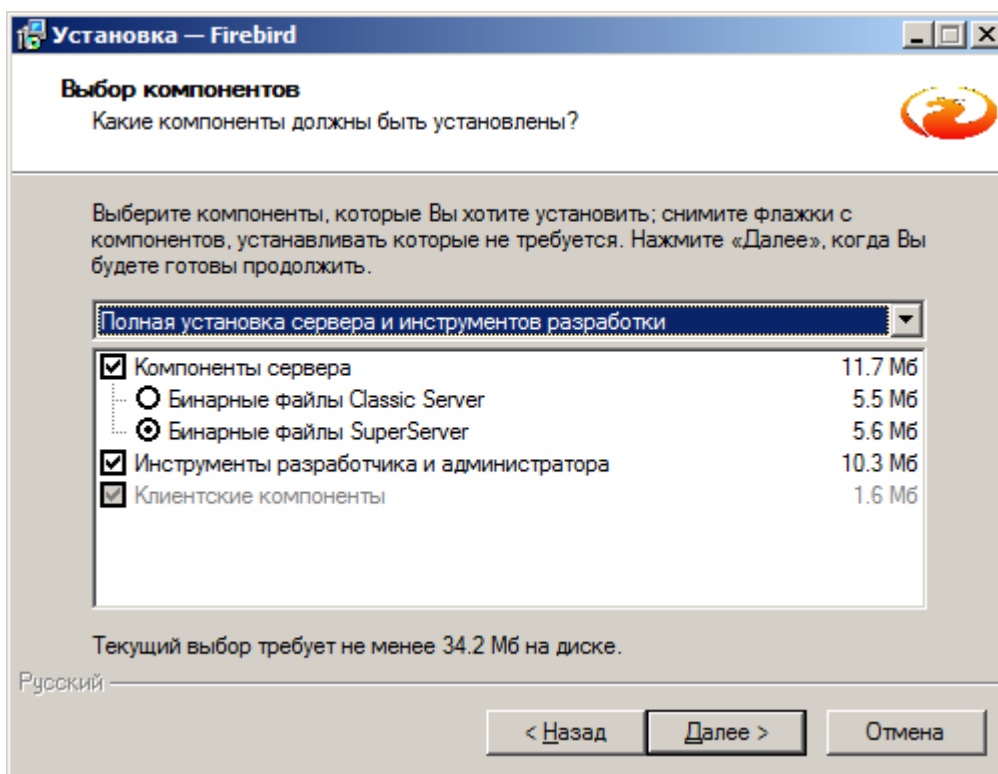 Установка — Firebird
Выбор компонентов
Какие компоненты должны быть установлены?
Выберите компоненты, которые Вы хотите установить; снимите флажки с
компонентов, устанавливать которые не требуется. Нажмите «Далее», когда Вы
будете готовы продолжить.
Полная установка сервера и инструментов разработки
Компоненты сервера 11.7 Мб
Бинарные файлы Classic Server 5.5 Мб
Бинарные файлы SuperServer 5.6 Мб
Инструменты разработчика и администратора 10.3 Мб
Клиентские компоненты 1.6 Мб
Текущий выбор требует не менее 34.2 Мб на диске.
Русский
< Назад Далее > Отмена